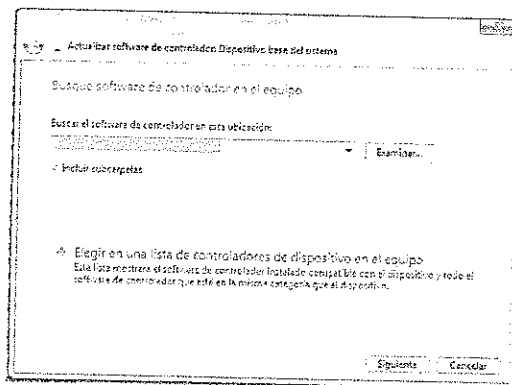 Actualizar software de controlador: Dispositivo base del sistema
Busque software de controlador en el equipo
Buscar el software de controlador en esta ubicación:
Examinar...
Incluir subcarpetas
Elegir en una lista de controladores de dispositivo en el equipo
Esta lista mostrará el software de controlador instalado compatible con el dispositivo y todo el
software de controlador que esté en la misma categoría que el dispositivo.
Siguiente
Cancelar